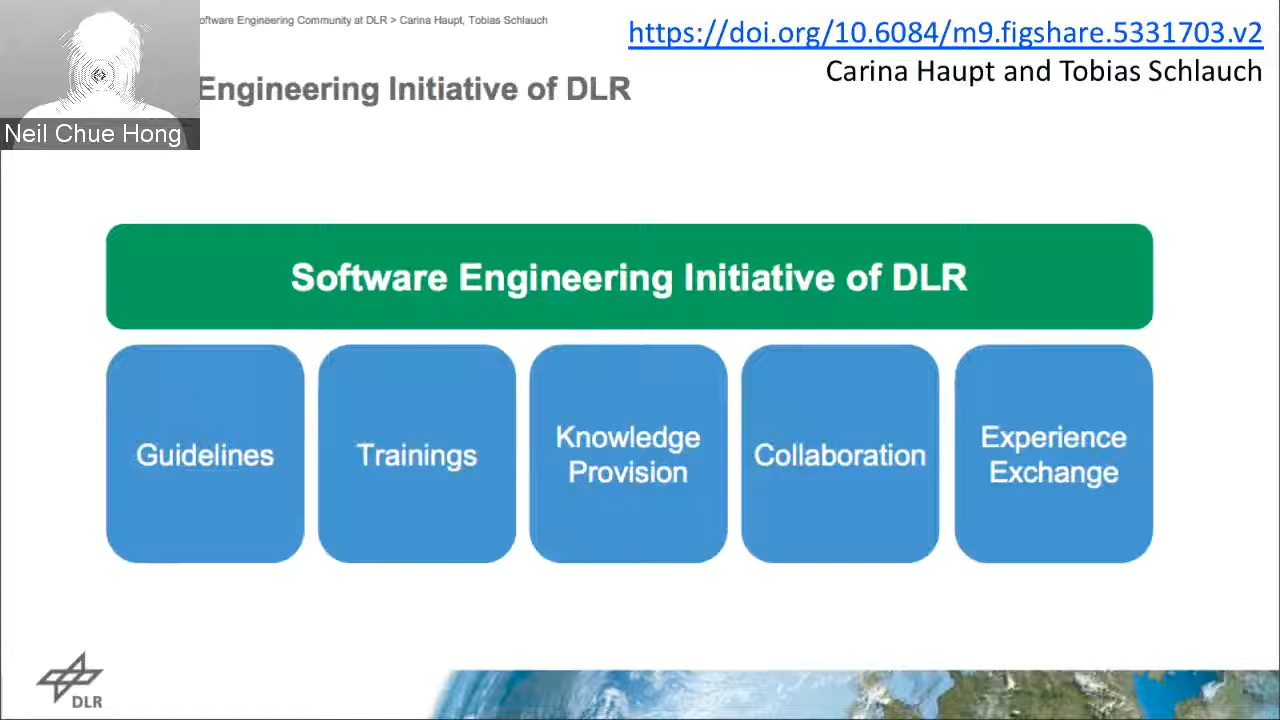 oftware Engineering Community at DLR > Carina Haupt, Tobias Schlauch
https://doi.org/10.6084/m9.figshare.5331703.v2
Carina Haupt and Tobias Schlauch
Engineering Initiative of DLR
Neil Chue Hong
Software Engineering Initiative of DLR
Guidelines
Trainings
Knowledge
Provision
Collaboration
Experience
Exchange
DLR